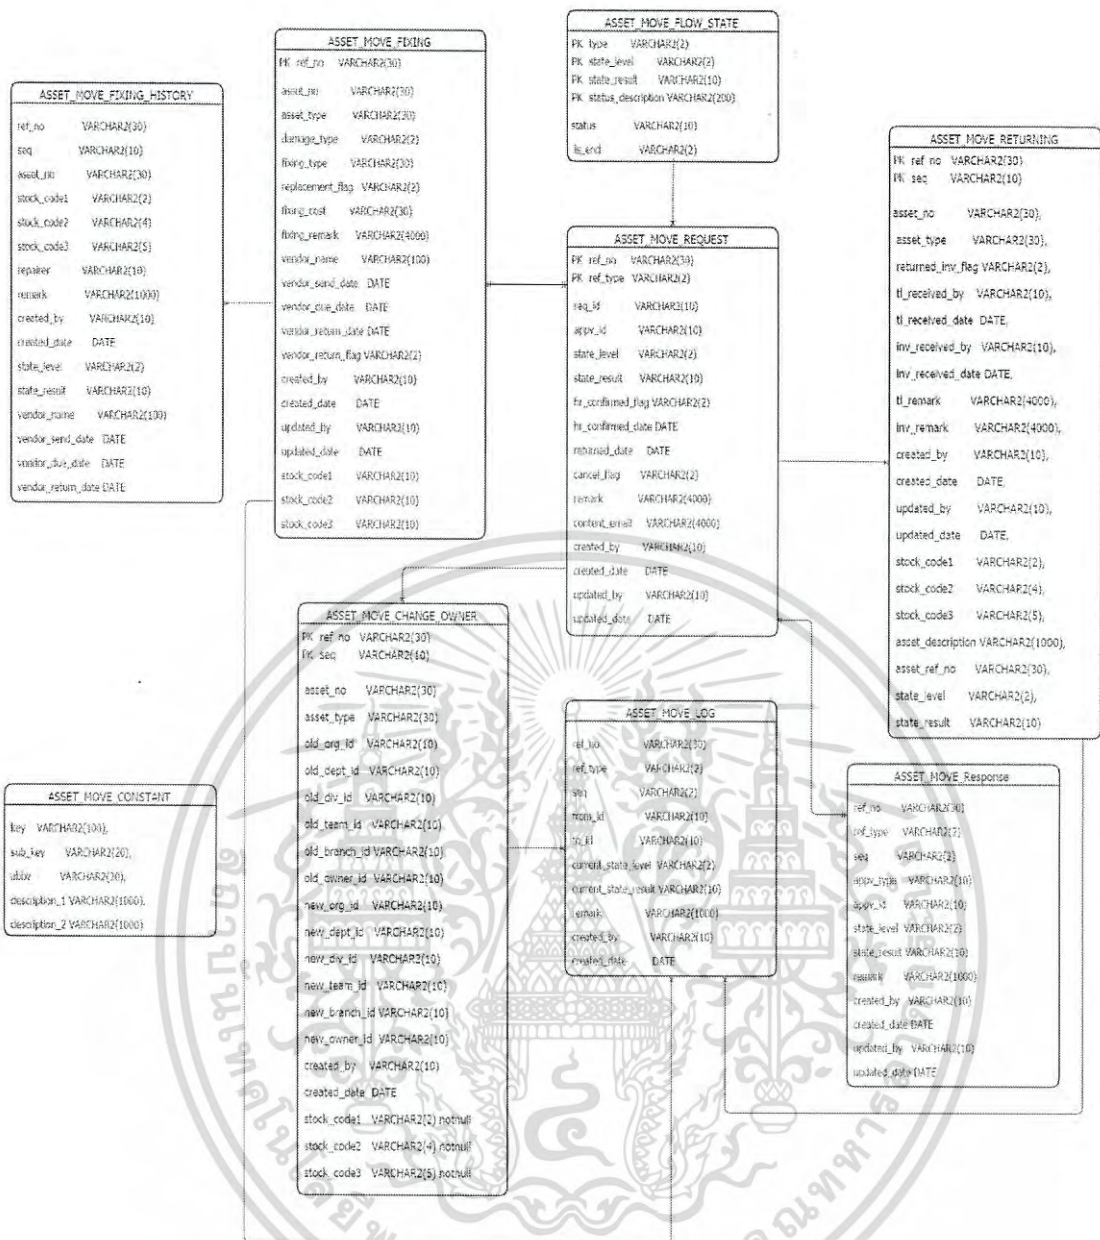 ASSET_MOVE_FIXING_HISTORY
ref_no VARCHAR2(30)
seq VARCHAR2(10)
asset_no VARCHAR2(30)
stock_code1 VARCHAR2(2)
stock_code2 VARCHAR2(4)
stock_code3 VARCHAR2(5)
repairer VARCHAR2(10)
remark VARCHAR2(1000)
created_by VARCHAR2(10)
created_date DATE
state_level VARCHAR2(2)
state_result VARCHAR2(10)
vendor_name VARCHAR2(100)
vendor_send_date DATE
vendor_due_date DATE
vendor_return_date DATE
ASSET_MOVE_FIXING
PK ref_no VARCHAR2(30)
asset_no VARCHAR2(30)
asset_type VARCHAR2(30)
damage_type VARCHAR2(2)
fixing_type VARCHAR2(30)
replacement_flag VARCHAR2(2)
fixing_cost VARCHAR2(30)
fixing_remark VARCHAR2(4000)
vendor_name VARCHAR2(100)
vendor_send_date DATE
vendor_due_date DATE
vendor_return_date DATE
vendor_return_flag VARCHAR2(2)
created_by VARCHAR2(10)
created_date DATE
updated_by VARCHAR2(10)
updated_date DATE
stock_code1 VARCHAR2(10)
stock_code2 VARCHAR2(10)
stock_code3 VARCHAR2(10)
ASSET_MOVE_FLOW_STATE
PK type VARCHAR2(2)
PK state_level VARCHAR2(2)
PK state_result VARCHAR2(10)
PK status_description VARCHAR2(200)
status VARCHAR2(10)
is_end VARCHAR2(2)
ASSET_MOVE_REQUEST
PK ref_no VARCHAR2(30)
PK ref_type VARCHAR2(2)
req_id VARCHAR2(10)
appv_id VARCHAR2(10)
state_level VARCHAR2(2)
state_result VARCHAR2(10)
hr_confirmed_flag VARCHAR2(2)
hr_confirmed_date DATE
returned_date DATE
cancel_flag VARCHAR2(2)
remark VARCHAR2(4000)
content_email VARCHAR2(4000)
created_by VARCHAR2(10)
created_date DATE
updated_by VARCHAR2(10)
updated_date DATE
ASSET_MOVE_RETURNING
PK ref_no VARCHAR2(30)
PK seq VARCHAR2(10)
asset_no VARCHAR2(30),
asset_type VARCHAR2(30),
returned_inv_flag VARCHAR2(2),
tl_received_by VARCHAR2(10),
tl_received_date DATE,
inv_received_by VARCHAR2(10),
inv_received_date DATE,
tl_remark VARCHAR2(4000),
inv_remark VARCHAR2(4000),
created_by VARCHAR2(10),
created_date DATE,
updated_by VARCHAR2(10),
updated_date DATE,
stock_code1 VARCHAR2(2),
stock_code2 VARCHAR2(4),
stock_code3 VARCHAR2(5),
asset_description VARCHAR2(1000),
asset_ref_no VARCHAR2(30),
state_level VARCHAR2(2),
state_result VARCHAR2(10)
ASSET_MOVE_CHANGE_OWNER
PK ref_no VARCHAR2(30)
PK seq VARCHAR2(10)
asset_no VARCHAR2(30)
asset_type VARCHAR2(30)
old_org_id VARCHAR2(10)
old_dept_id VARCHAR2(10)
old_div_id VARCHAR2(10)
old_team_id VARCHAR2(10)
old_branch_id VARCHAR2(10)
old_owner_id VARCHAR2(10)
new_org_id VARCHAR2(10)
new_dept_id VARCHAR2(10)
new_div_id VARCHAR2(10)
new_team_id VARCHAR2(10)
new_branch_id VARCHAR2(10)
new_owner_id VARCHAR2(10)
created_by VARCHAR2(10)
created_date DATE
stock_code1 VARCHAR2(2) notnull
stock_code2 VARCHAR2(4) notnull
stock_code3 VARCHAR2(5) notnull
ASSET_MOVE_LOG
ref_no VARCHAR2(30)
ref_type VARCHAR2(2)
seq VARCHAR2(2)
from_id VARCHAR2(10)
to_id VARCHAR2(10)
current_state_level VARCHAR2(2)
current_state_result VARCHAR2(10)
remark VARCHAR2(1000)
created_by VARCHAR2(10)
created_date DATE
ASSET_MOVE_CONSTANT
key VARCHAR2(100),
sub_key VARCHAR2(20),
VARCHAR2(30),
description_1 VARCHAR2(1000),
description_2 VARCHAR2(1000)
ASSET_MOVE_Response
ref_no VARCHAR2(30)
ref_type VARCHAR2(2)
seq VARCHAR2(2)
appv_type VARCHAR2(10)
appv_id VARCHAR2(10)
state_level VARCHAR2(2)
state_result VARCHAR2(10)
remark VARCHAR2(1000)
created_by VARCHAR2(10)
created_date DATE
updated_by VARCHAR2(10)
updated_date DATE